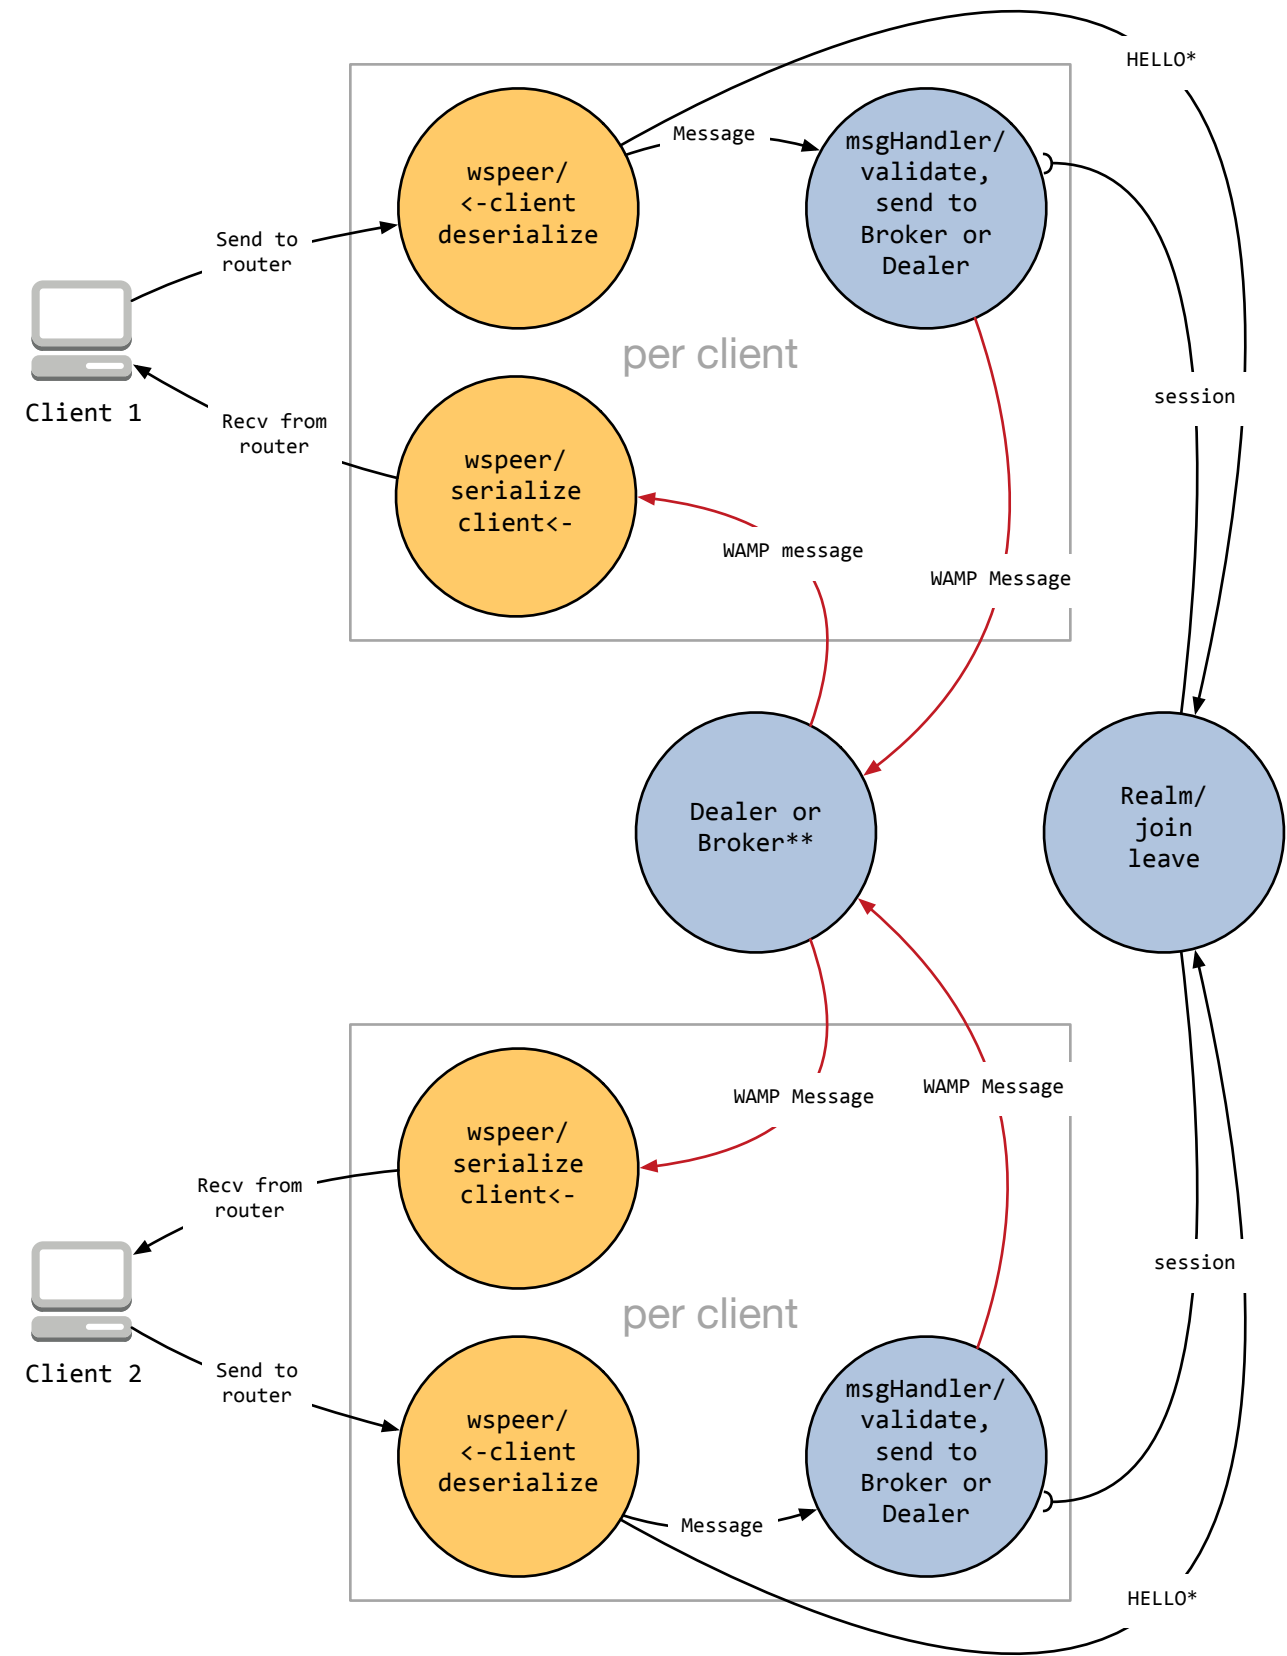 HELLO*
Message
msgHandler/
validate,
send to
Broker or
Dealer
wspeer/
<-client
deserialize
Send to
router
per client
Client 1
session
Recv from
router
wspeer/
serialize
client<-
WAMP message
WAMP Message
Dealer or
Broker**
Realm/
join
leave
WAMP Message
WAMP Message
wspeer/
serialize
client<-
Recv from
router
session
per client
Client 2
Send to
router
wspeer/
<-client
deserialize
msgHandler/
validate,
send to
Broker or
Dealer
Message
HELLO*